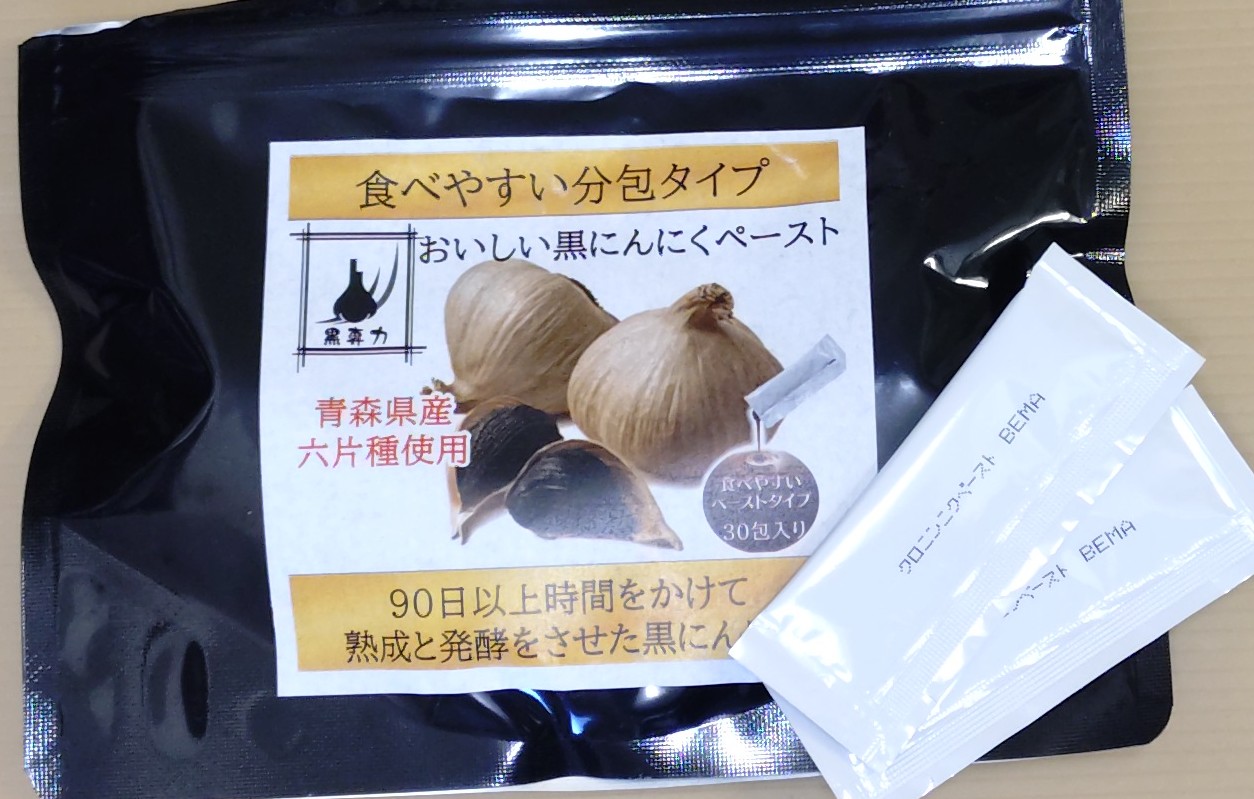 食べやすい分包タイプ
おいしい黒にんにくペースト
黒真力
青森県産
六片種使用
食べやすい
ペーストタイプ
30包入り
90日以上時間をかけて
熟成と発酵をさせた黒にん
クロニンニクペースト BEMA
ペースト BEMA